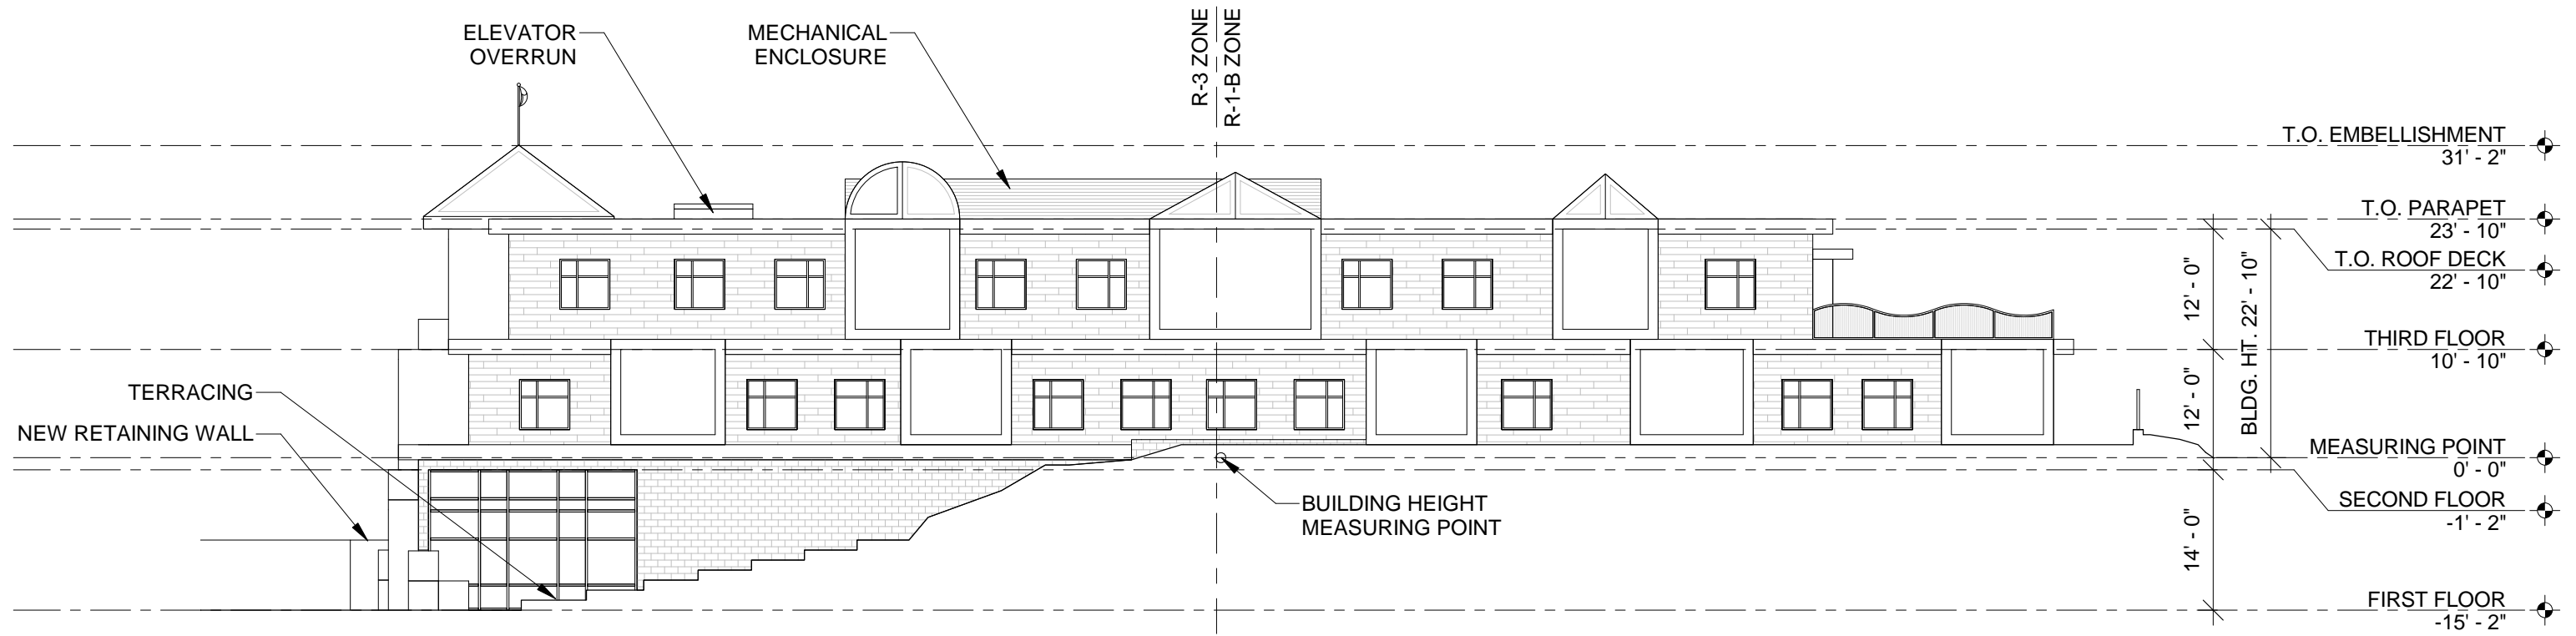 ELEVATOR
OVERRUN
MECHANICAL
ENCLOSURE
R-3 ZONE
R-1-B ZONE
T.O. EMBELLISHMENT
31' - 2"
T.O. PARAPET
23' - 10"
T.O. ROOF DECK
22' - 10"
12' - 0"
BLDG. HT. 22' - 10"
THIRD FLOOR
10' - 10"
12' - 0"
TERRACING
NEW RETAINING WALL
MEASURING POINT
0' - 0"
BUILDING HEIGHT
MEASURING POINT
SECOND FLOOR
-1' - 2"
14' - 0"
FIRST FLOOR
-15' - 2"